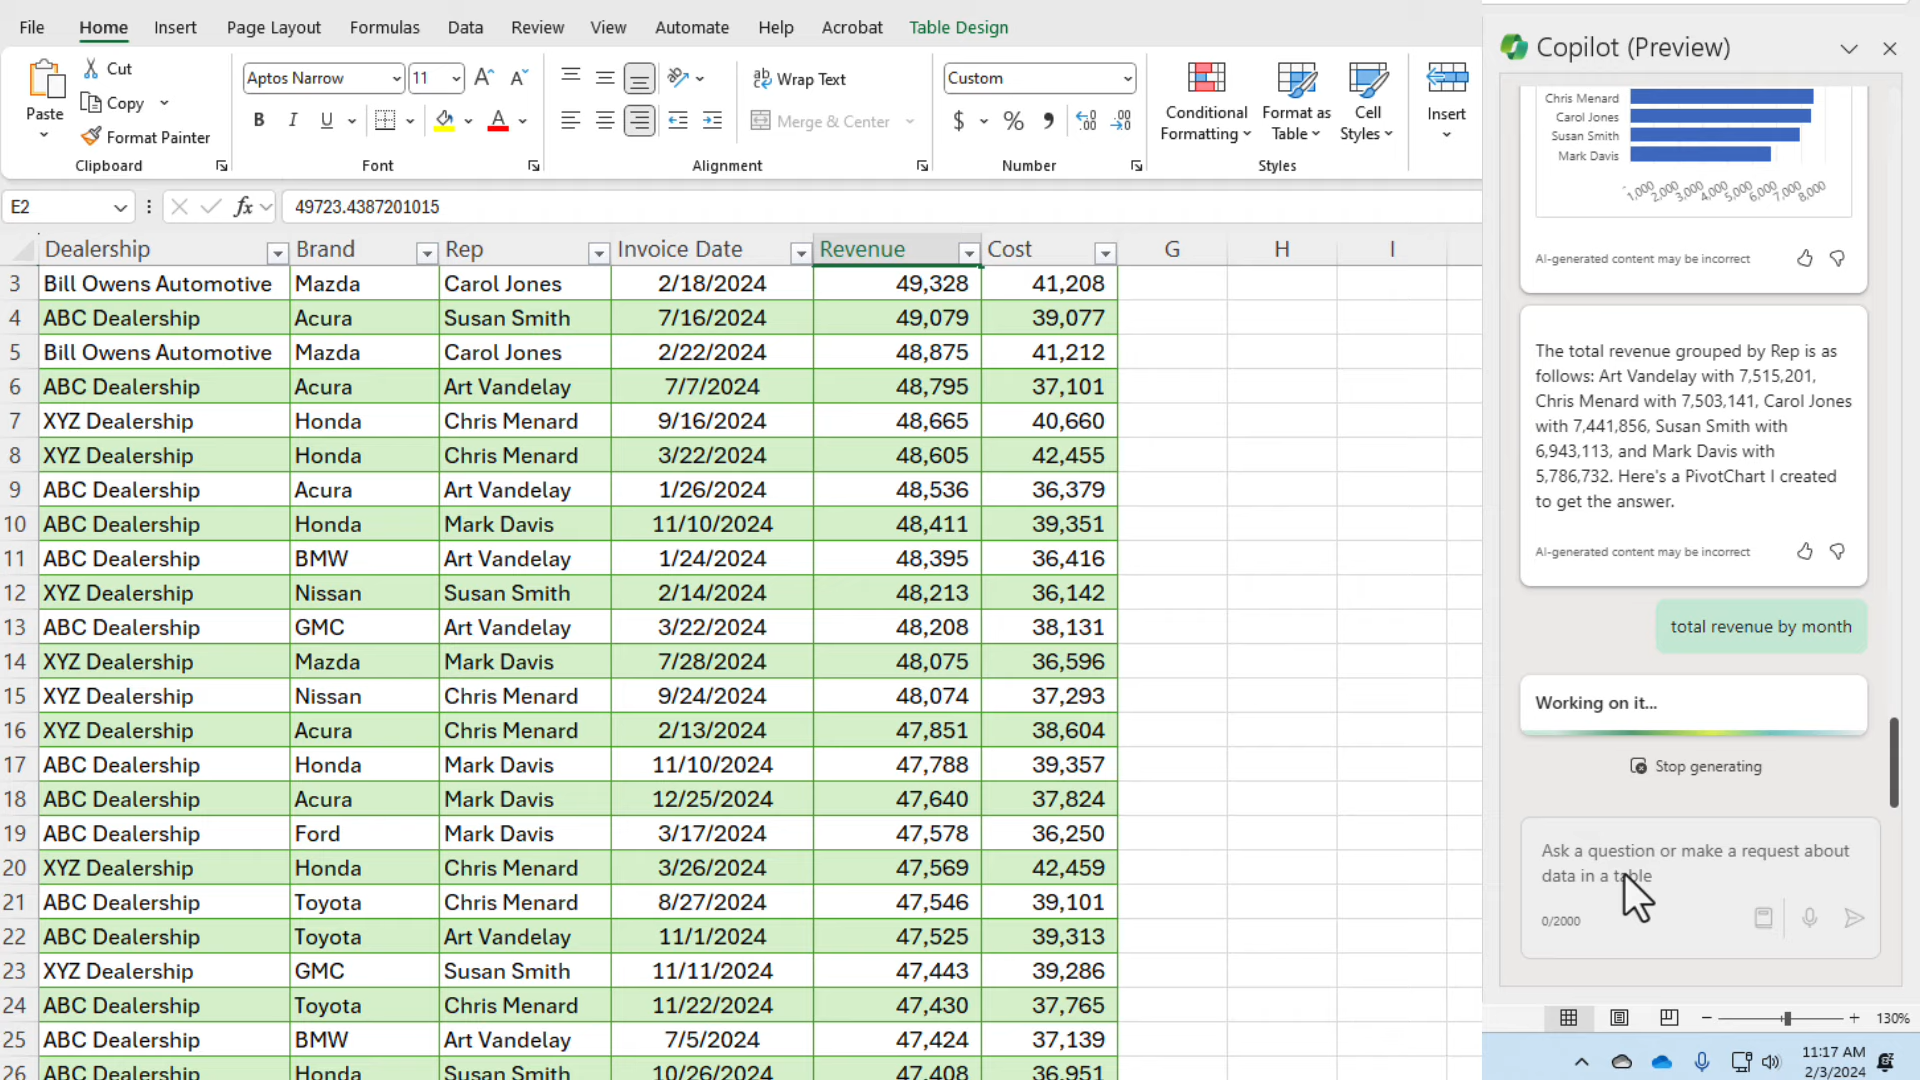 File Home Insert Page Layout Formulas Data Review View Automate Help Acrobat Table Design
Cut
Copy
Format Painter
Paste
Clipboard
Aptos Narrow 11
B I U
Font
Wrap Text
Merge & Center
Alignment
Custom
$ % 9
Number
Conditional Formatting
Format as Table
Cell Styles
Styles
Insert
E2 fx 49723.4387201015
Dealership Brand Rep Invoice Date Revenue Cost G H I
3 Bill Owens Automotive Mazda Carol Jones 2/18/2024 49,328 41,208
4 ABC Dealership Acura Susan Smith 7/16/2024 49,079 39,077
5 Bill Owens Automotive Mazda Carol Jones 2/22/2024 48,875 41,212
6 ABC Dealership Acura Art Vandelay 7/7/2024 48,795 37,101
7 XYZ Dealership Honda Chris Menard 9/16/2024 48,665 40,660
8 XYZ Dealership Honda Chris Menard 3/22/2024 48,605 42,455
9 ABC Dealership Acura Art Vandelay 1/26/2024 48,536 36,379
10 ABC Dealership Honda Mark Davis 11/10/2024 48,411 39,351
11 ABC Dealership BMW Art Vandelay 1/24/2024 48,395 36,416
12 XYZ Dealership Nissan Susan Smith 2/14/2024 48,213 36,142
13 ABC Dealership GMC Art Vandelay 3/22/2024 48,208 38,131
14 XYZ Dealership Mazda Mark Davis 7/28/2024 48,075 36,596
15 XYZ Dealership Nissan Chris Menard 9/24/2024 48,074 37,293
16 XYZ Dealership Acura Chris Menard 2/13/2024 47,851 38,604
17 ABC Dealership Honda Mark Davis 11/10/2024 47,788 39,357
18 ABC Dealership Acura Mark Davis 12/25/2024 47,640 37,824
19 ABC Dealership Ford Mark Davis 3/17/2024 47,578 36,250
20 XYZ Dealership Honda Chris Menard 3/26/2024 47,569 42,459
21 ABC Dealership Toyota Chris Menard 8/27/2024 47,546 39,101
22 ABC Dealership Toyota Art Vandelay 11/1/2024 47,525 39,313
23 XYZ Dealership GMC Susan Smith 11/11/2024 47,443 39,286
24 ABC Dealership Toyota Chris Menard 11/22/2024 47,430 37,765
25 ABC Dealership BMW Art Vandelay 7/5/2024 47,424 37,139
26 ABC Dealership Honda Susan Smith 10/26/2024 47,408 36,951
Copilot (Preview)
Chris Menard
Carol Jones
Susan Smith
Mark Davis
- 1,000 2,000 3,000 4,000 5,000 6,000 7,000 8,000
AI-generated content may be incorrect
The total revenue grouped by Rep is as
follows: Art Vandelay with 7,515,201,
Chris Menard with 7,503,141, Carol Jones
with 7,441,856, Susan Smith with
6,943,113, and Mark Davis with
5,786,732. Here's a PivotChart I created
to get the answer.
AI-generated content may be incorrect
total revenue by month
Working on it...
Stop generating
Ask a question or make a request about
data in a table
0/2000
130%
11:17 AM
2/3/2024